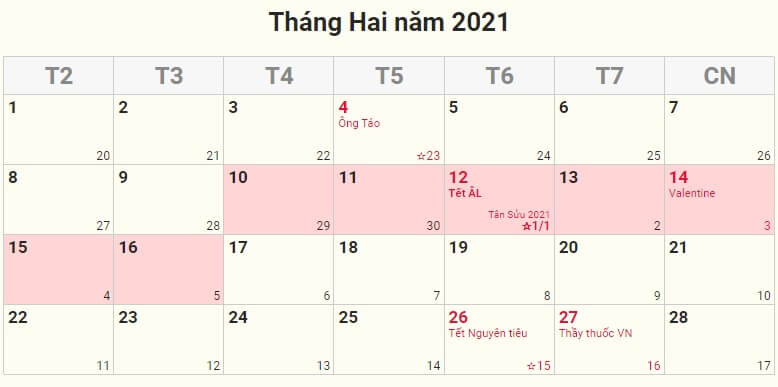 Tháng Hai năm 2021
T2 T3 T4 T5 T6 T7 CN
1 2 3 4 5 6 7
Ông Táo
20 21 22 ☆23 24 25 26
8 9 10 11 12 13 14
Tết ÂL Valentine
Tân Sửu 2021
27 28 29 30 ☆1/1 2 3
15 16 17 18 19 20 21
4 5 6 7 8 9 10
22 23 24 25 26 27 28
Tết Nguyên tiêu Thầy thuốc VN
11 12 13 14 ☆15 16 17